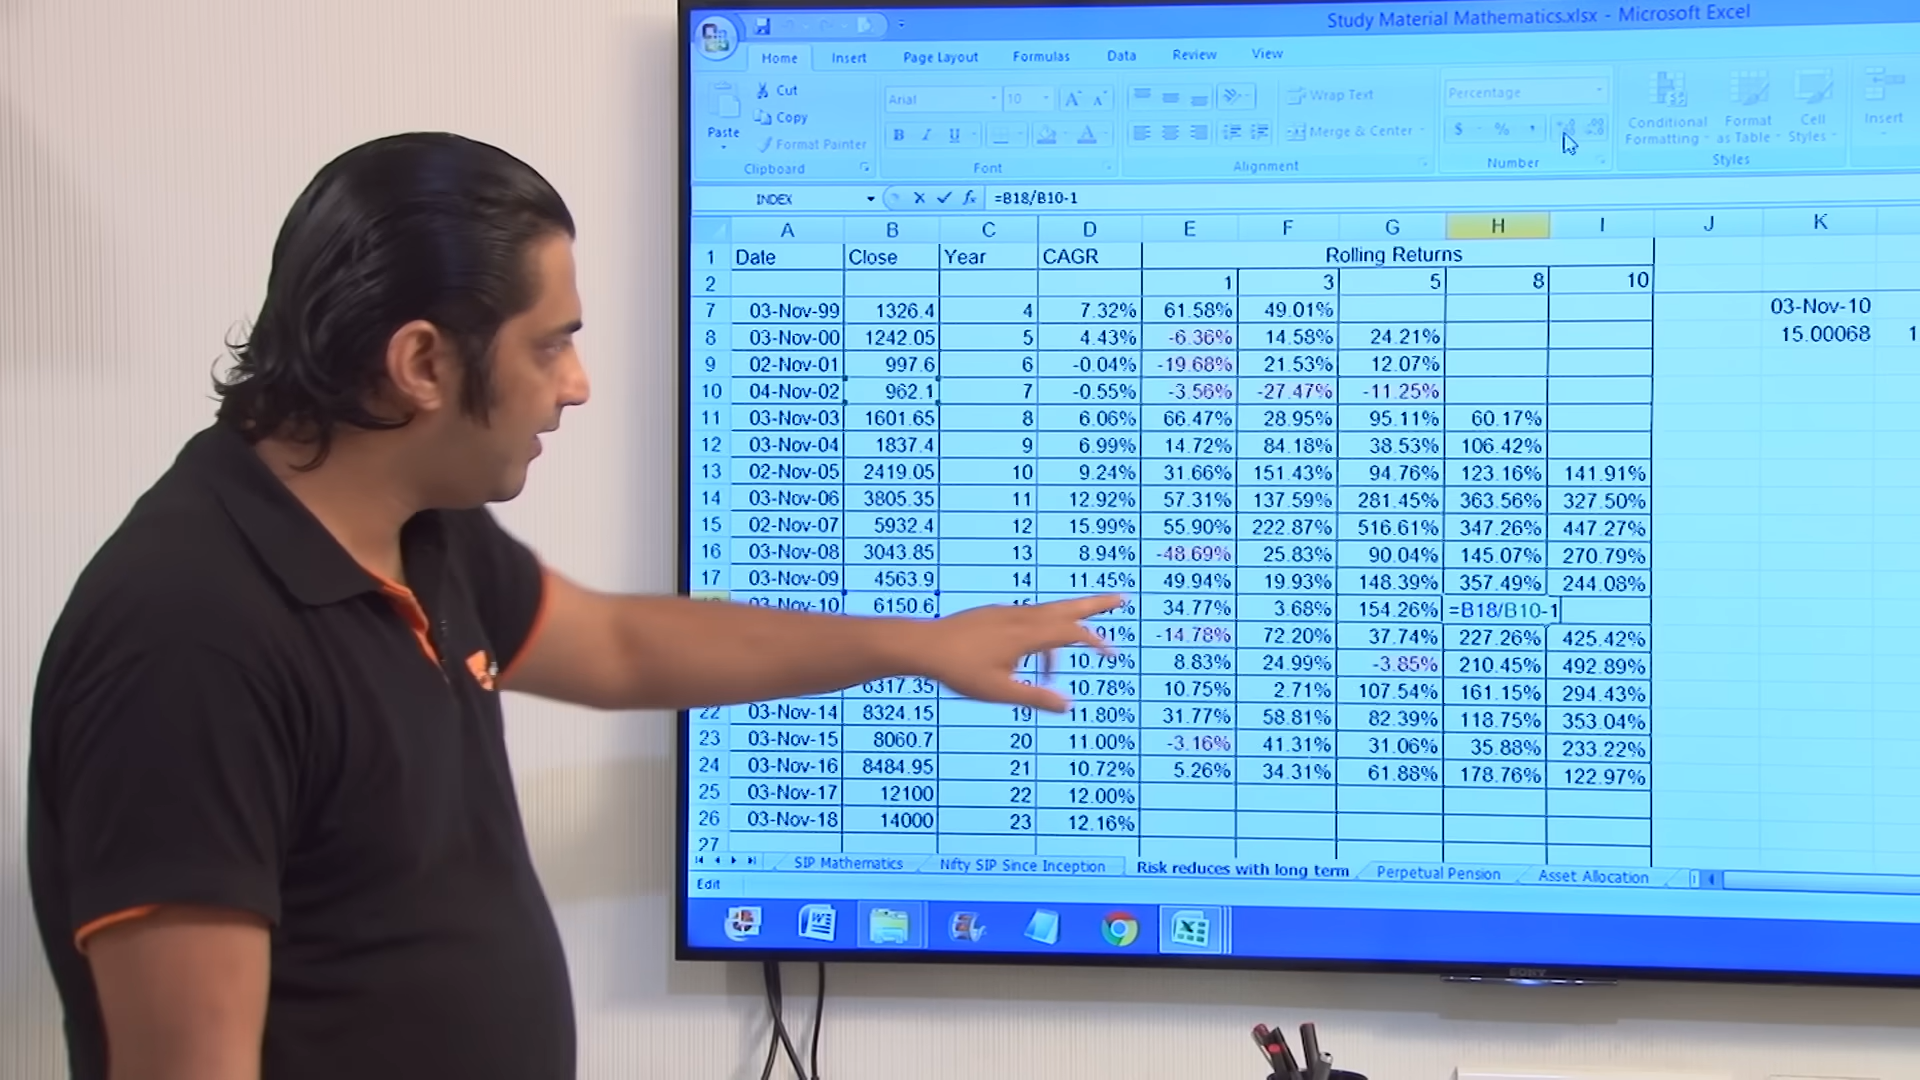 Study Material Mathematics.xlsx - Microsoft Excel
Home Insert Page Layout Formulas Data Review View
Paste Cut Copy Format Painter Clipboard
Arial 10 A A B I U A Font
Wrap Text Merge & Center Alignment
Percentage $ % , Number
Conditional Formatting Format as Table Cell Styles Styles
Insert
INDEX fx =B18/B10-1
A B C D E F G H I J K
1 Date Close Year CAGR Rolling Returns
2 1 3 5 8 10
7 03-Nov-99 1326.4 4 7.32% 61.58% 49.01% 03-Nov-10
8 03-Nov-00 1242.05 5 4.43% -6.36% 14.58% 24.21% 15.00068 1
9 02-Nov-01 997.6 6 -0.04% -19.68% 21.53% 12.07%
10 04-Nov-02 962.1 7 -0.55% -3.56% -27.47% -11.25%
11 03-Nov-03 1601.65 8 6.06% 66.47% 28.95% 95.11% 60.17%
12 03-Nov-04 1837.4 9 6.99% 14.72% 84.18% 38.53% 106.42%
13 02-Nov-05 2419.05 10 9.24% 31.66% 151.43% 94.76% 123.16% 141.91%
14 03-Nov-06 3805.35 11 12.92% 57.31% 137.59% 281.45% 363.56% 327.50%
15 02-Nov-07 5932.4 12 15.99% 55.90% 222.87% 516.61% 347.26% 447.27%
16 03-Nov-08 3043.85 13 8.94% -48.69% 25.83% 90.04% 145.07% 270.79%
17 03-Nov-09 4563.9 14 11.45% 49.94% 19.93% 148.39% 357.49% 244.08%
03-Nov-10 6150.6 34.77% 3.68% 154.26% =B18/B10-1
-14.78% 72.20% 37.74% 227.26% 425.42%
10.79% 8.83% 24.99% -3.85% 210.45% 492.89%
6317.35 10.78% 10.75% 2.71% 107.54% 161.15% 294.43%
22 03-Nov-14 8324.15 19 11.80% 31.77% 58.81% 82.39% 118.75% 353.04%
23 03-Nov-15 8060.7 20 11.00% -3.16% 41.31% 31.06% 35.88% 233.22%
24 03-Nov-16 8484.95 21 10.72% 5.26% 34.31% 61.88% 178.76% 122.97%
25 03-Nov-17 12100 22 12.00%
26 03-Nov-18 14000 23 12.16%
27
SIP Mathematics Nifty SIP Since Inception Risk reduces with long term Perpetual Pension Asset Allocation
Edit
SONY